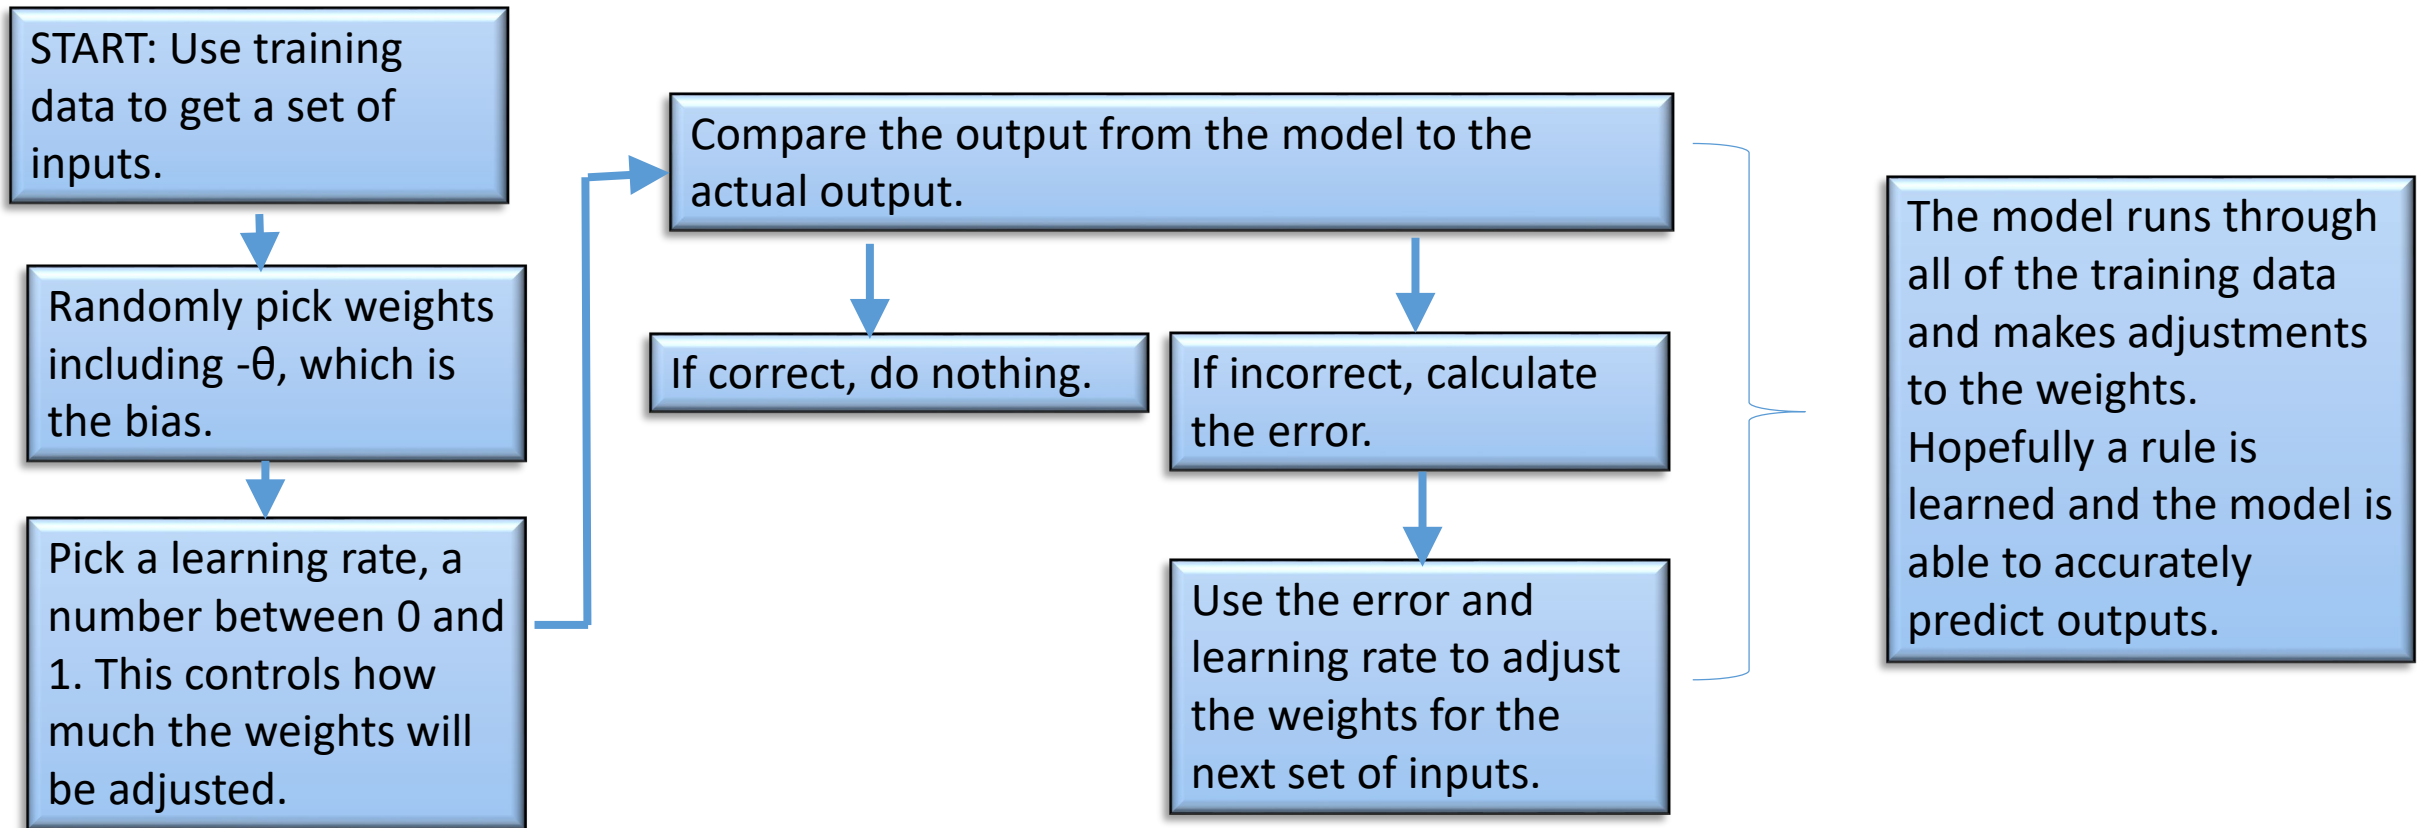 START: Use training
data to get a set of
inputs.
Randomly pick weights
including -θ, which is
the bias.
Pick a learning rate, a
number between 0 and
1. This controls how
much the weights will
be adjusted.
Compare the output from the model to the
actual output.
If correct, do nothing.
If incorrect, calculate
the error.
Use the error and
learning rate to adjust
the weights for the
next set of inputs.
The model runs through
all of the training data
and makes adjustments
to the weights.
Hopefully a rule is
learned and the model is
able to accurately
predict outputs.